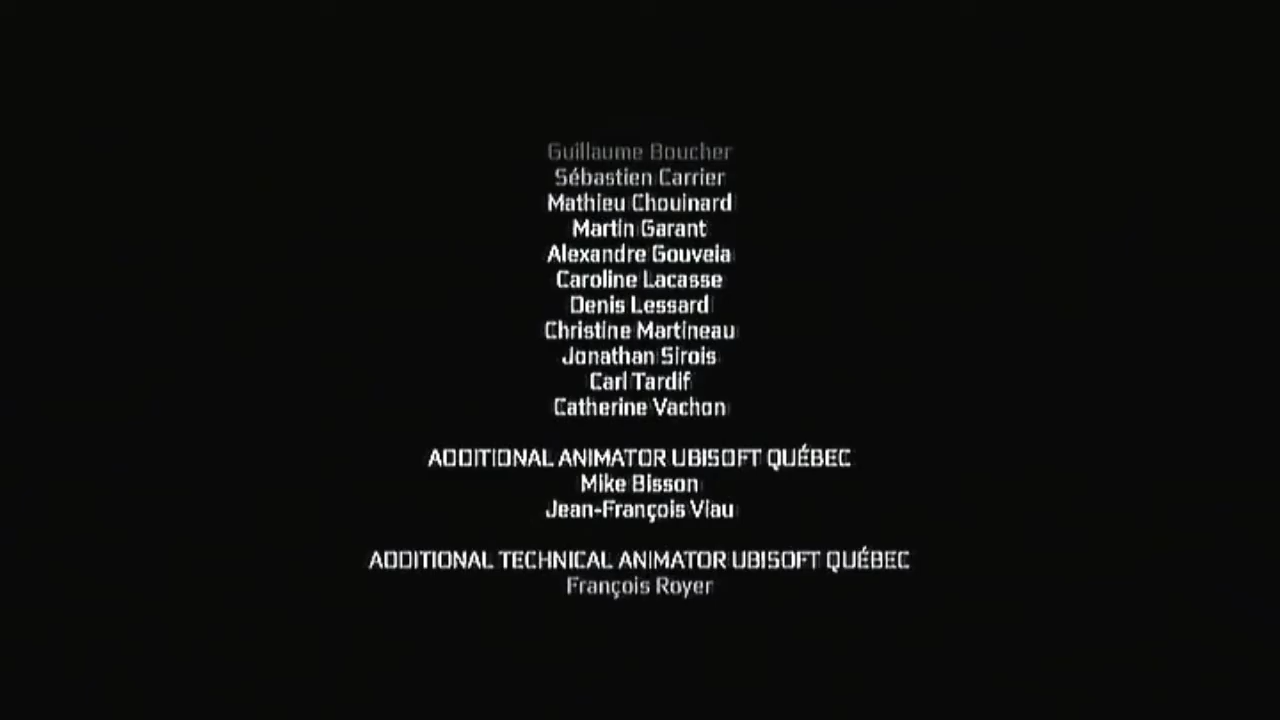 Guillaume Boucher
Sébastien Carrier
Mathieu Chouinard
Martin Garant
Alexandre Gouveia
Caroline Lacasse
Denis Lessard
Christine Martineau
Jonathan Sirois
Carl Tardif
Catherine Vachon
ADDITIONAL ANIMATOR UBISOFT QUÉBEC
Mike Bisson
Jean-François Viau
ADDITIONAL TECHNICAL ANIMATOR UBISOFT QUÉBEC
François Royer